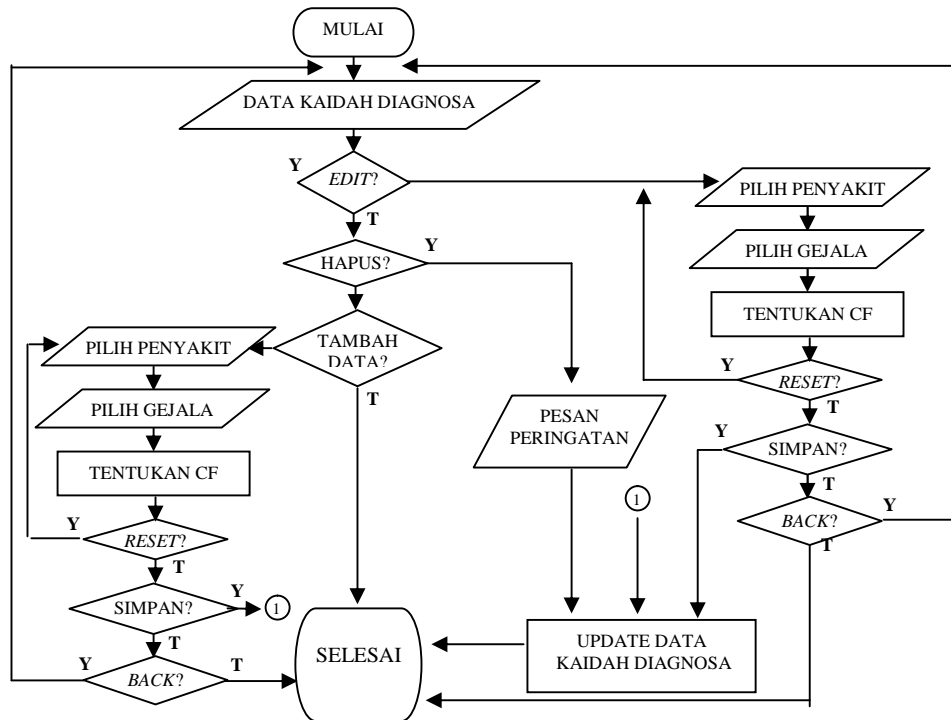 MULAI
DATA KAIDAH DIAGNOSA
Y
EDIT?
T
PILIH PENYAKIT
Y
HAPUS?
PILIH GEJALA
TENTUKAN CF
TAMBAH
DATA?
PILIH PENYAKIT
Y
RESET?
T
T
PILIH GEJALA
PESAN
PERINGATAN
Y
SIMPAN?
T
TENTUKAN CF
1
Y
BACK?
T
Y
RESET?
T
Y
SIMPAN?
1
T
UPDATE DATA
KAIDAH DIAGNOSA
SELESAI
Y
BACK?
T